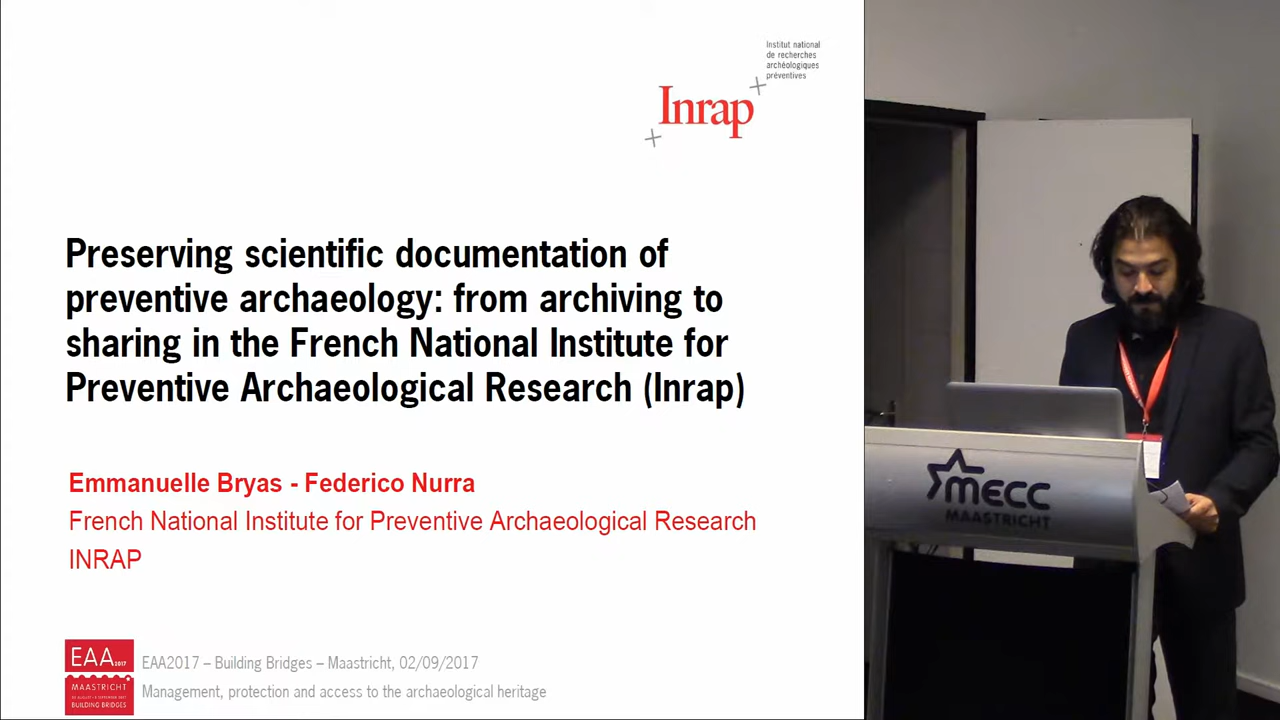 Institut national
de recherches
archéologiques
préventives
Inrap
Preserving scientific documentation of
preventive archaeology: from archiving to
sharing in the French National Institute for
Preventive Archaeological Research (Inrap)
Emmanuelle Bryas - Federico Nurra
French National Institute for Preventive Archaeological Research
INRAP
EAA 2017
MAASTRICHT
BUILDING BRIDGES
EAA2017 – Building Bridges – Maastricht, 02/09/2017
Management, protection and access to the archaeological heritage
mecc
MAASTRICHT